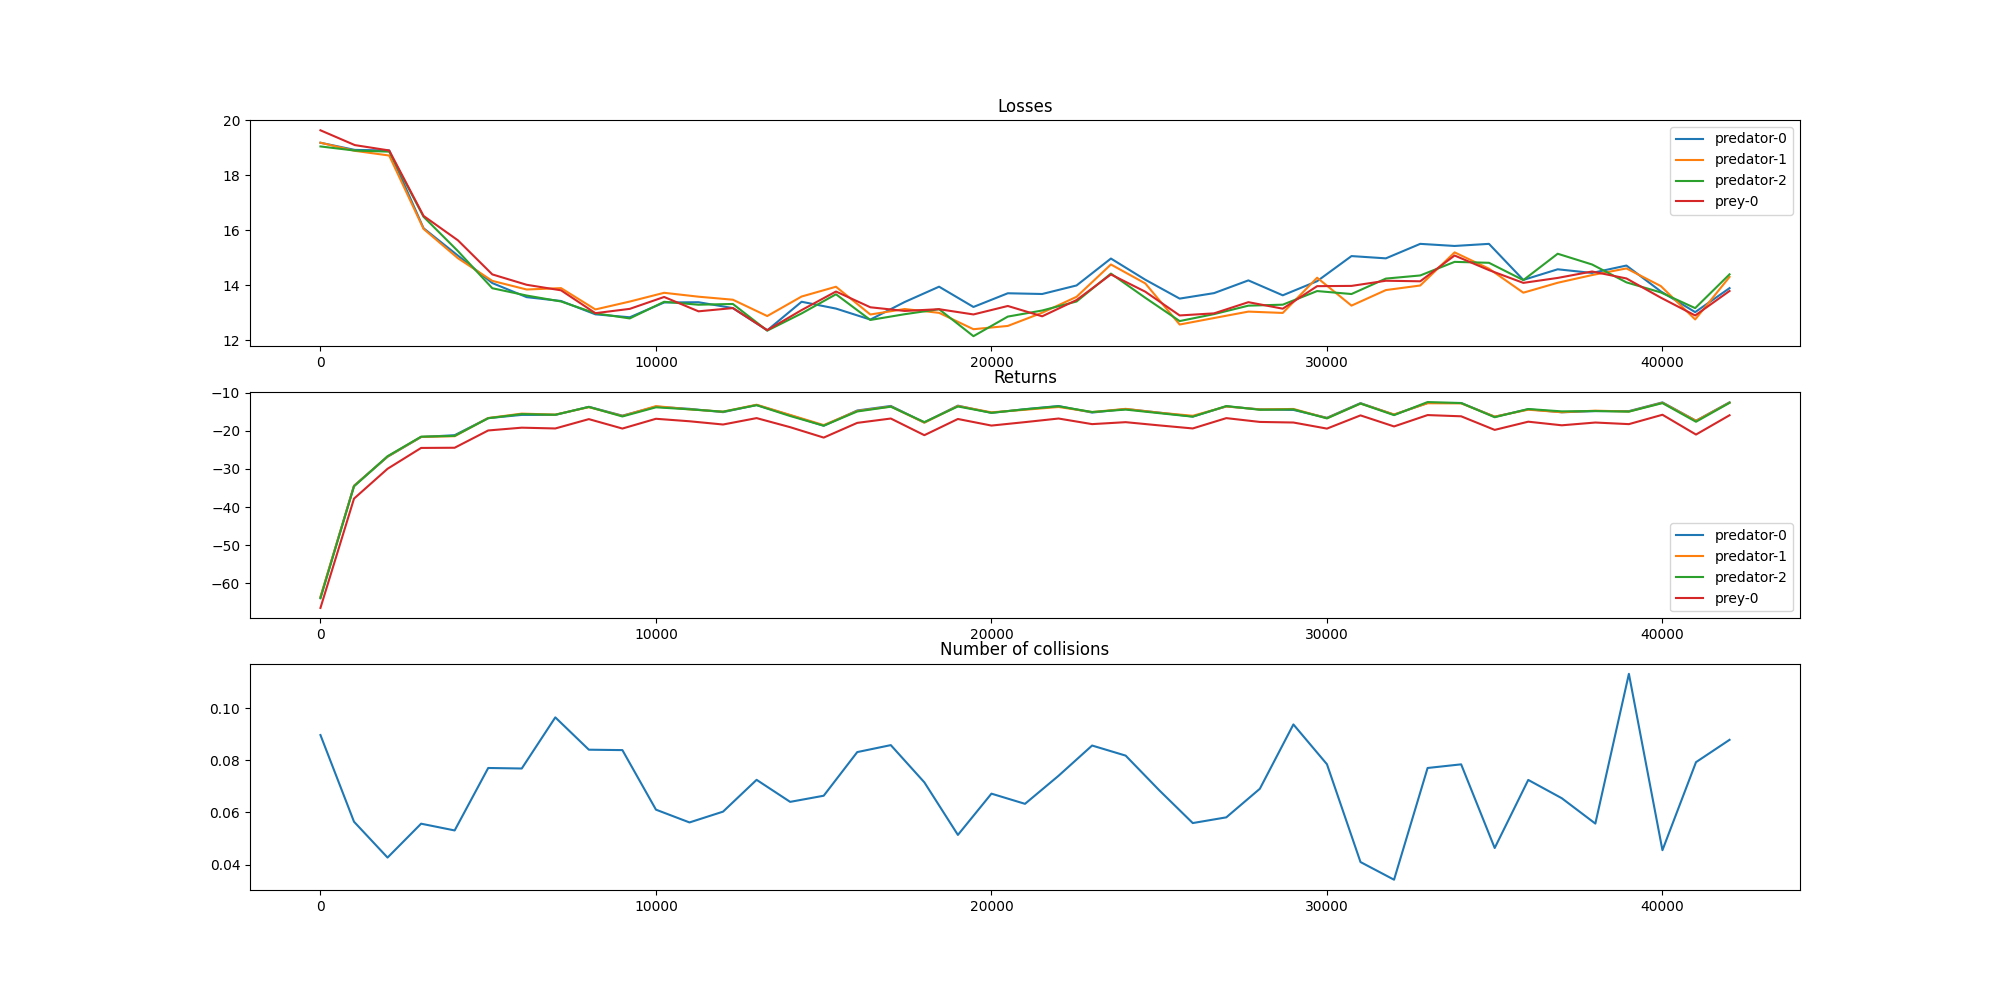 Losses
20
18
16
14
12
predator-0
predator-1
predator-2
prey-0
0 10000 20000 30000 40000
Returns
−10
−20
−30
−40
−50
−60
predator-0
predator-1
predator-2
prey-0
0 10000 20000 30000 40000
Number of collisions
0.10
0.08
0.06
0.04
0 10000 20000 30000 40000